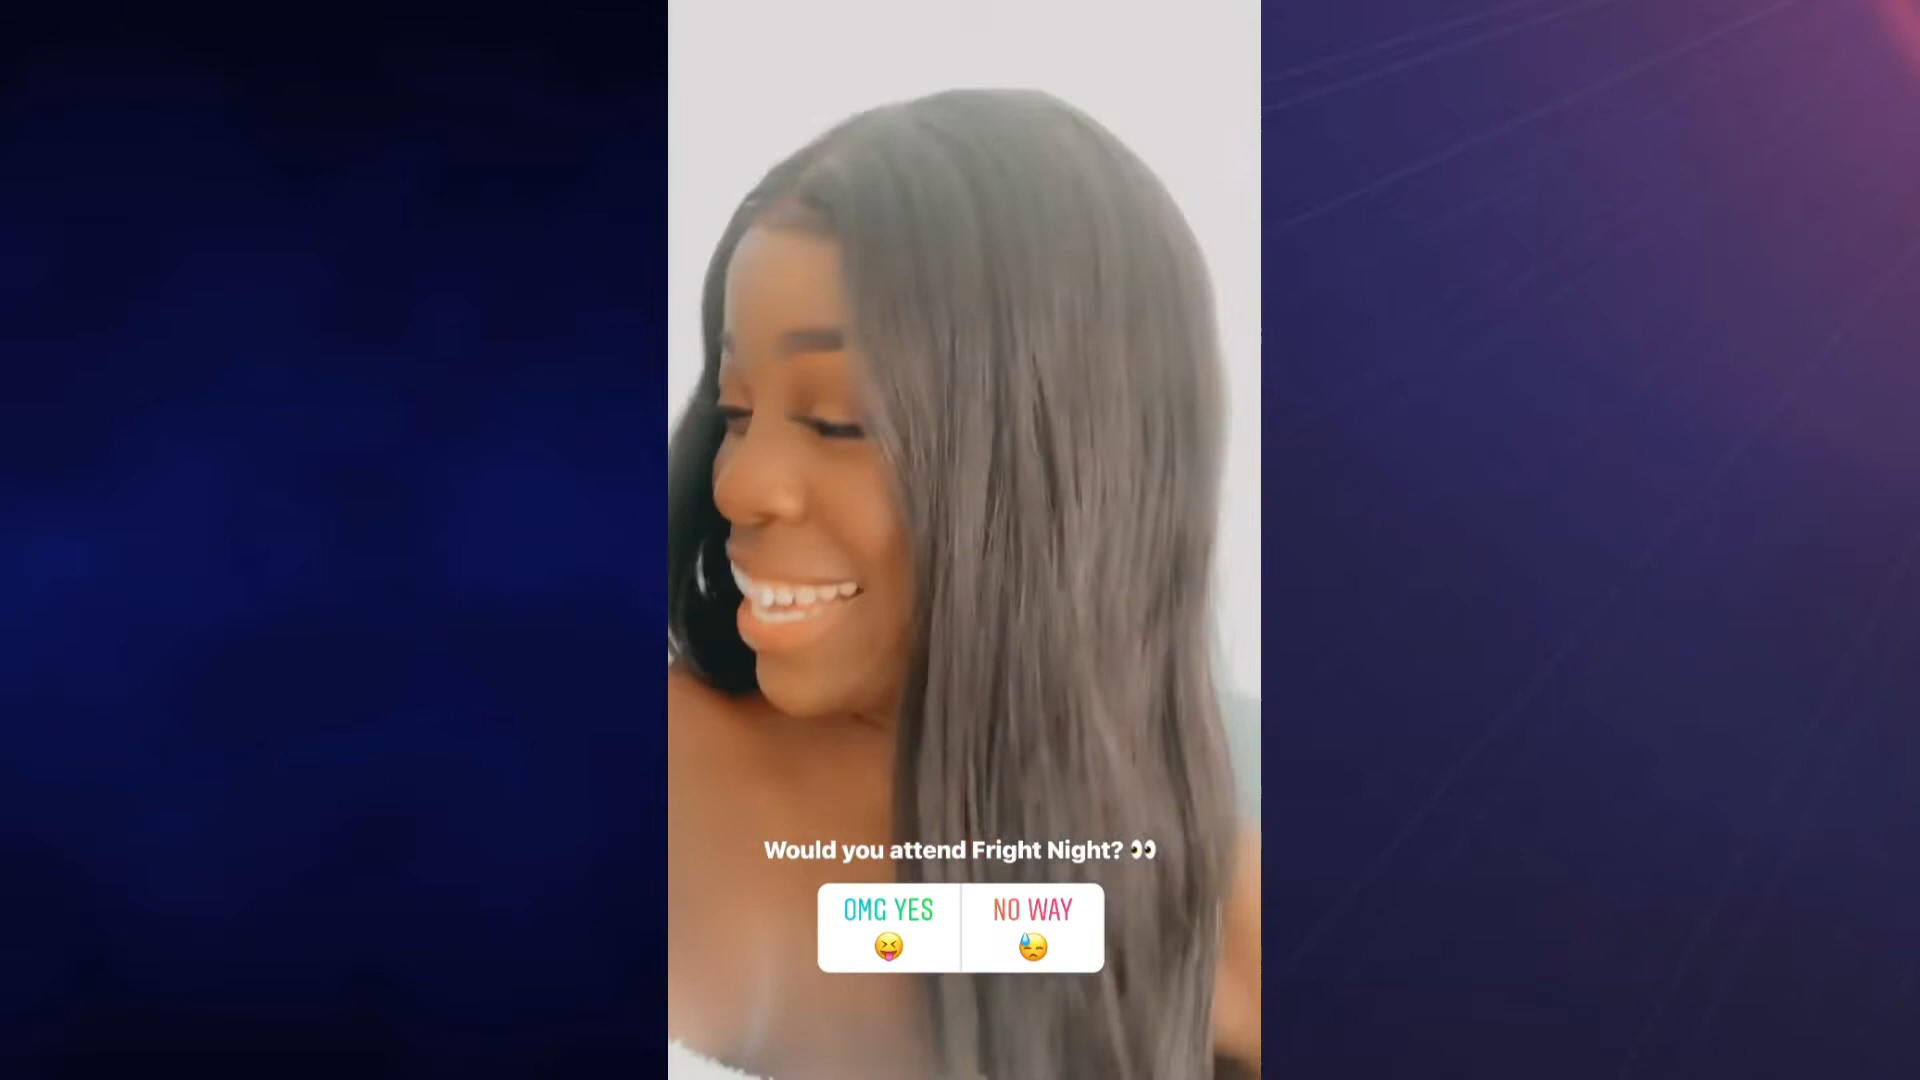 Would you attend Fright Night? 👀
OMG YES NO WAY
😝 😓